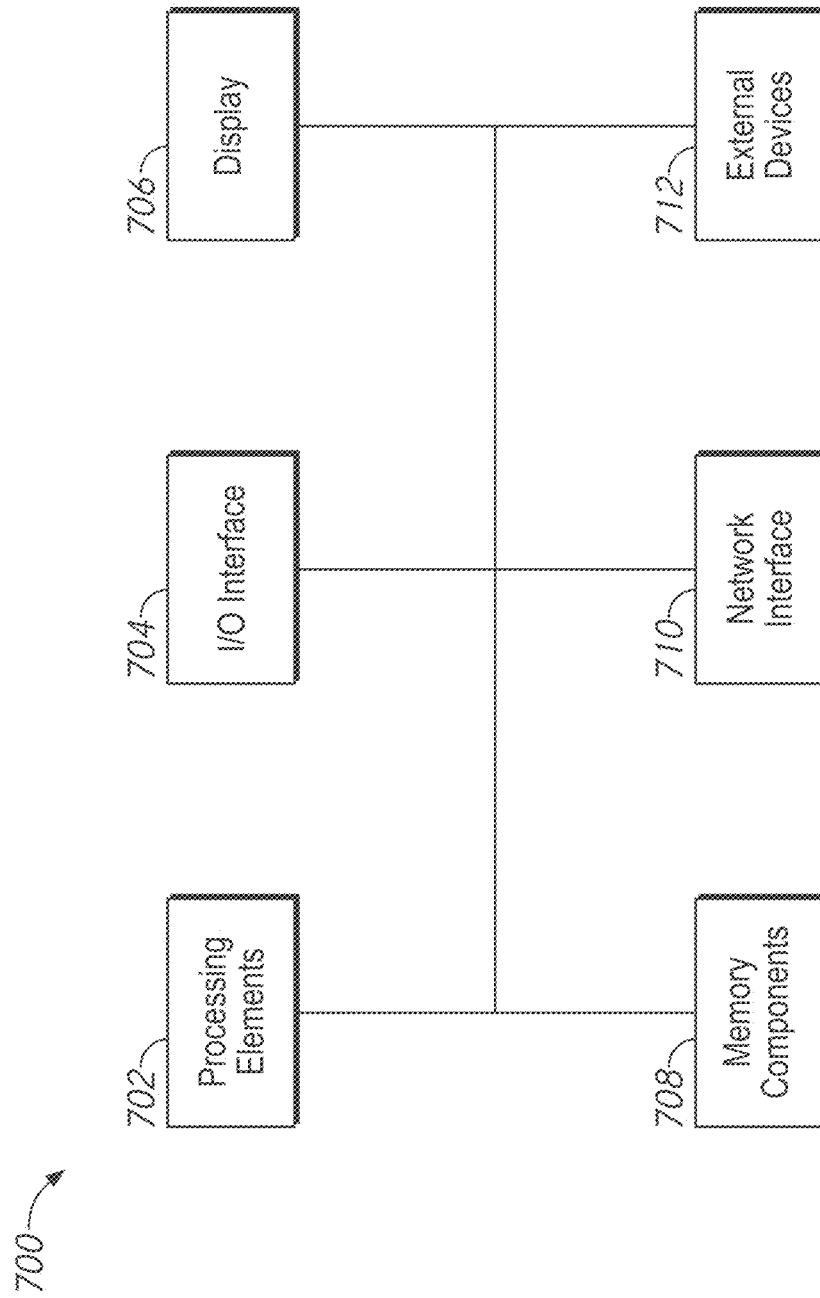 700
702
Processing
Elements
704
I/O Interface
706
Display
708
Memory
Components
710
Network
Interface
712
External
Devices